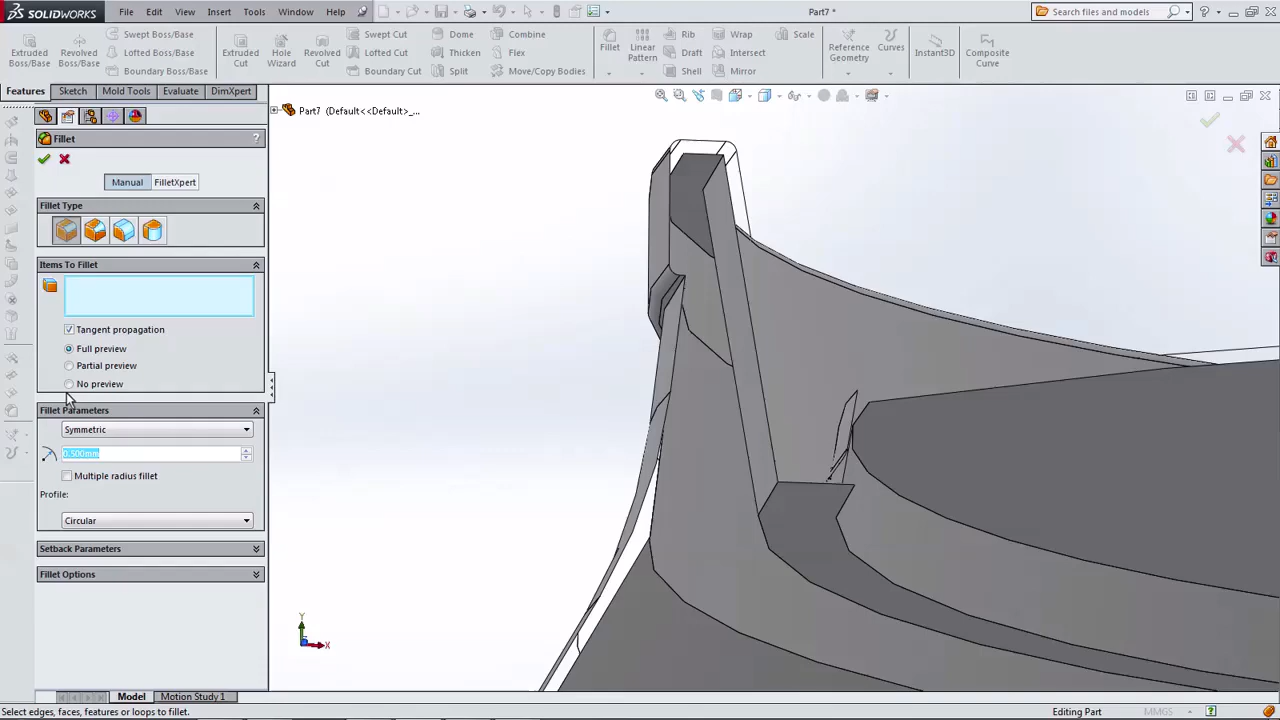 SOLIDWORKS File Edit View Insert Tools Window Help Part7 * Search files and models
Extruded Boss/Base
Revolved Boss/Base
Swept Boss/Base
Lofted Boss/Base
Boundary Boss/Base
Extruded Cut
Hole Wizard
Revolved Cut
Swept Cut
Lofted Cut
Boundary Cut
Dome
Thicken
Split
Combine
Flex
Move/Copy Bodies
Fillet
Linear Pattern
Rib
Draft
Shell
Wrap
Intersect
Mirror
Scale
Reference Geometry
Curves
Instant3D
Composite Curve
Features Sketch Mold Tools Evaluate DimXpert
Part7 (Default<<Default>_...
Fillet ?
Manual FilletXpert
Fillet Type
Items To Fillet
Tangent propagation
Full preview
Partial preview
No preview
Fillet Parameters
Symmetric
0.500mm
Multiple radius fillet
Profile:
Circular
Setback Parameters
Fillet Options
Y
X
Model Motion Study 1
Select edges, faces, features or loops to fillet. Editing Part MMGS ?